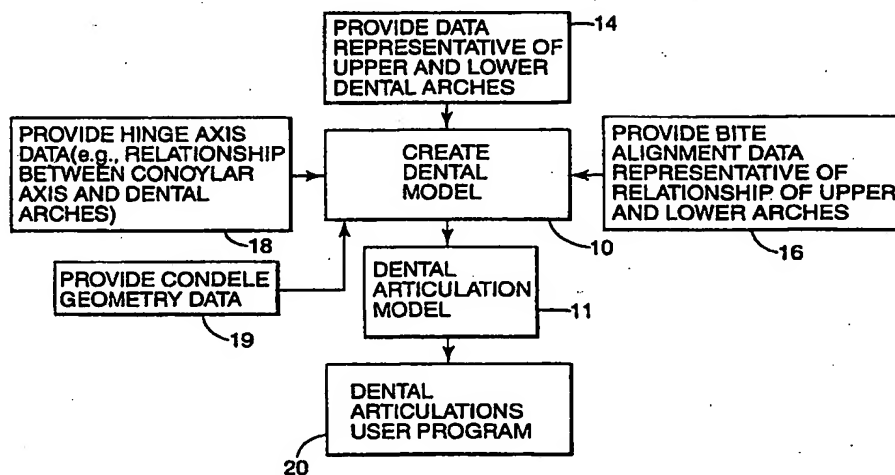 14
PROVIDE DATA
REPRESENTATIVE OF
UPPER AND LOWER
DENTAL ARCHES
PROVIDE HINGE AXIS
DATA(e.g., RELATIONSHIP
BETWEEN CONOYLAR
AXIS AND DENTAL
ARCHES)
18
CREATE
DENTAL
MODEL
10
PROVIDE BITE
ALIGNMENT DATA
REPRESENTATIVE OF
RELATIONSHIP OF UPPER
AND LOWER ARCHES
16
PROVIDE CONDELE
GEOMETRY DATA
19
DENTAL
ARTICULATION
MODEL
11
DENTAL
ARTICULATIONS
USER PROGRAM
20